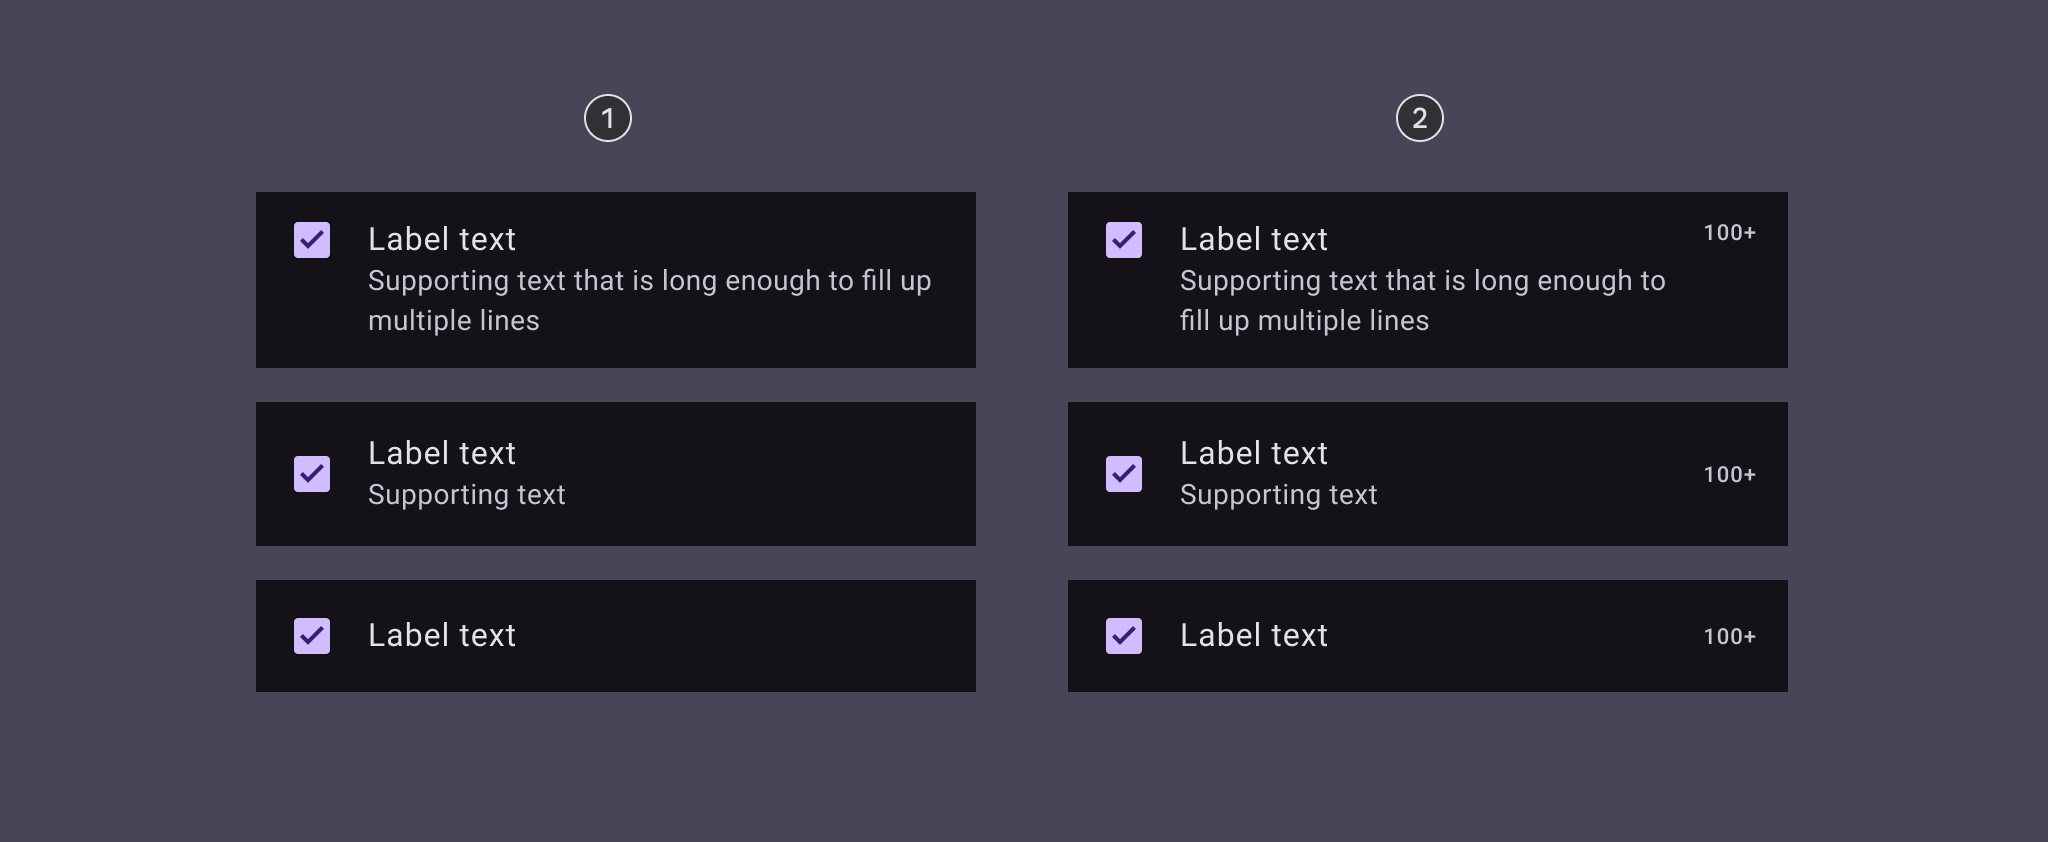 1
Label text
Supporting text that is long enough to fill up
multiple lines
Label text
Supporting text
Label text
2
Label text
100+
Supporting text that is long enough to
fill up multiple lines
Label text
Supporting text
100+
Label text
100+